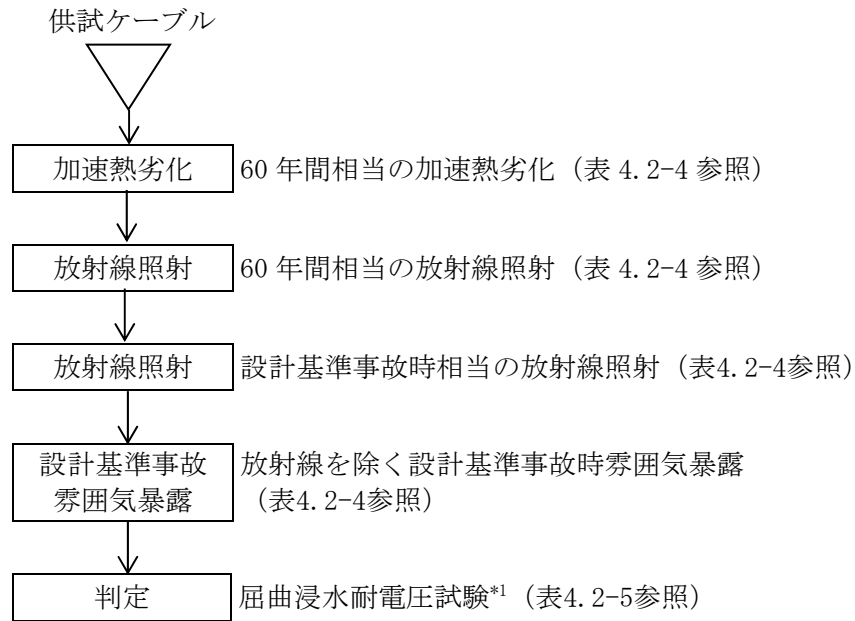 供試ケーブル
加速熱劣化 60 年間相当の加速熱劣化（表 4.2-4 参照）
放射線照射 60 年間相当の放射線照射（表 4.2-4 参照）
放射線照射 設計基準事故時相当の放射線照射（表4.2-4参照）
設計基準事故 放射線を除く設計基準事故時雰囲気暴露
雰囲気暴露 （表4.2-4参照）
判定 屈曲浸水耐電圧試験*1（表4.2-5参照）